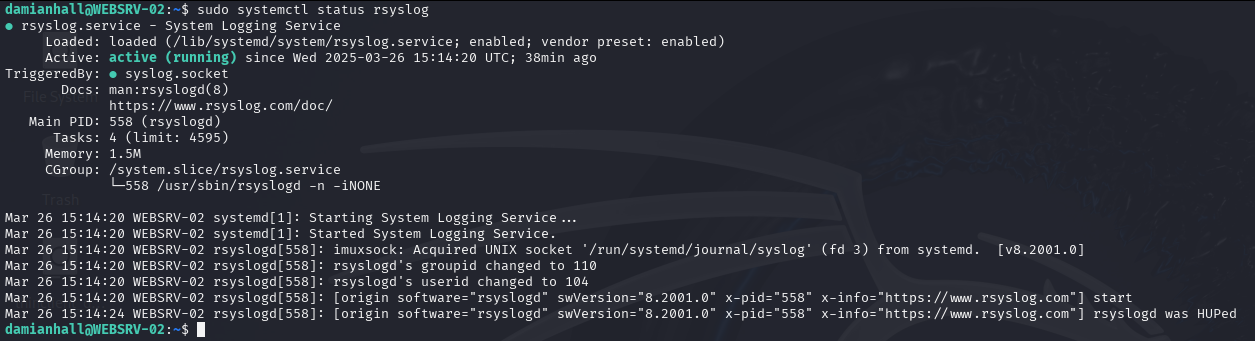 damianhall@WEBSRV-02:~$ sudo systemctl status rsyslog
● rsyslog.service - System Logging Service
     Loaded: loaded (/lib/systemd/system/rsyslog.service; enabled; vendor preset: enabled)
     Active: active (running) since Wed 2025-03-26 15:14:20 UTC; 38min ago
TriggeredBy: ● syslog.socket
       Docs: man:rsyslogd(8)
File System
             https://www.rsyslog.com/doc/
   Main PID: 558 (rsyslogd)
      Tasks: 4 (limit: 4595)
     Memory: 1.5M
     CGroup: /system.slice/rsyslog.service
             └─558 /usr/sbin/rsyslogd -n -iNONE
Trash
Mar 26 15:14:20 WEBSRV-02 systemd[1]: Starting System Logging Service...
Mar 26 15:14:20 WEBSRV-02 systemd[1]: Started System Logging Service.
Mar 26 15:14:20 WEBSRV-02 rsyslogd[558]: imuxsock: Acquired UNIX socket '/run/systemd/journal/syslog' (fd 3) from systemd.  [v8.2001.0]
Mar 26 15:14:20 WEBSRV-02 rsyslogd[558]: rsyslogd's groupid changed to 110
Mar 26 15:14:20 WEBSRV-02 rsyslogd[558]: rsyslogd's userid changed to 104
Mar 26 15:14:20 WEBSRV-02 rsyslogd[558]: [origin software="rsyslogd" swVersion="8.2001.0" x-pid="558" x-info="https://www.rsyslog.com"] start
Mar 26 15:14:24 WEBSRV-02 rsyslogd[558]: [origin software="rsyslogd" swVersion="8.2001.0" x-pid="558" x-info="https://www.rsyslog.com"] rsyslogd was HUPed
damianhall@WEBSRV-02:~$